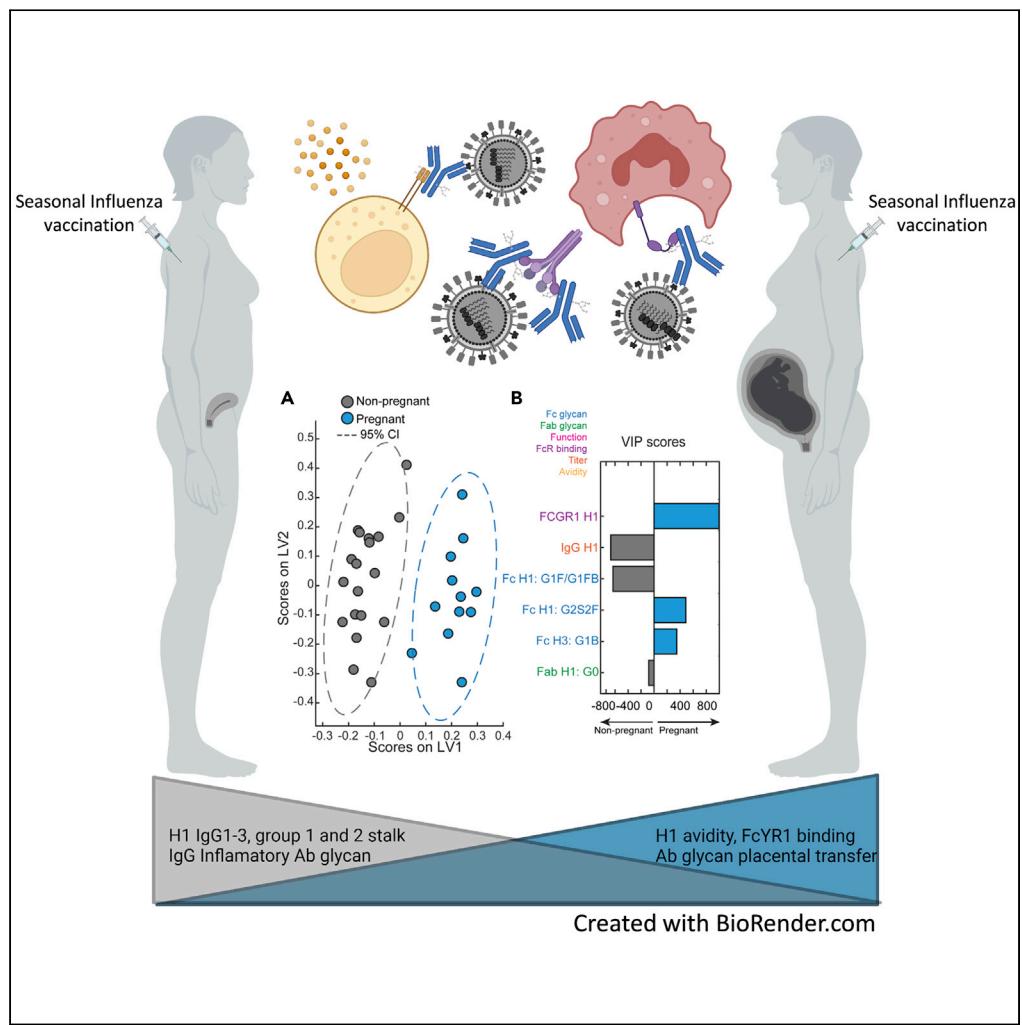 Seasonal Influenza
vaccination
Seasonal Influenza
vaccination
A
Non-pregnant
Pregnant
95% CI
Scores on LV2
0.5
0.4
0.3
0.2
0.1
0
-0.1
-0.2
-0.3
-0.4
-0.3 -0.2 -0.1 0 0.1 0.2 0.3 0.4
Scores on LV1
B
Fc glycan
Fab glycan
Function
FcR binding
Titer
Avidity
VIP scores
FCGR1 H1
IgG H1
Fc H1: G1F/G1FB
Fc H1: G2S2F
Fc H3: G1B
Fab H1: G0
-800-400 0 400 800
Non-pregnant Pregnant
H1 IgG1-3, group 1 and 2 stalk
IgG Inflamatory Ab glycan
H1 avidity, FcYR1 binding
Ab glycan placental transfer
Created with BioRender.com